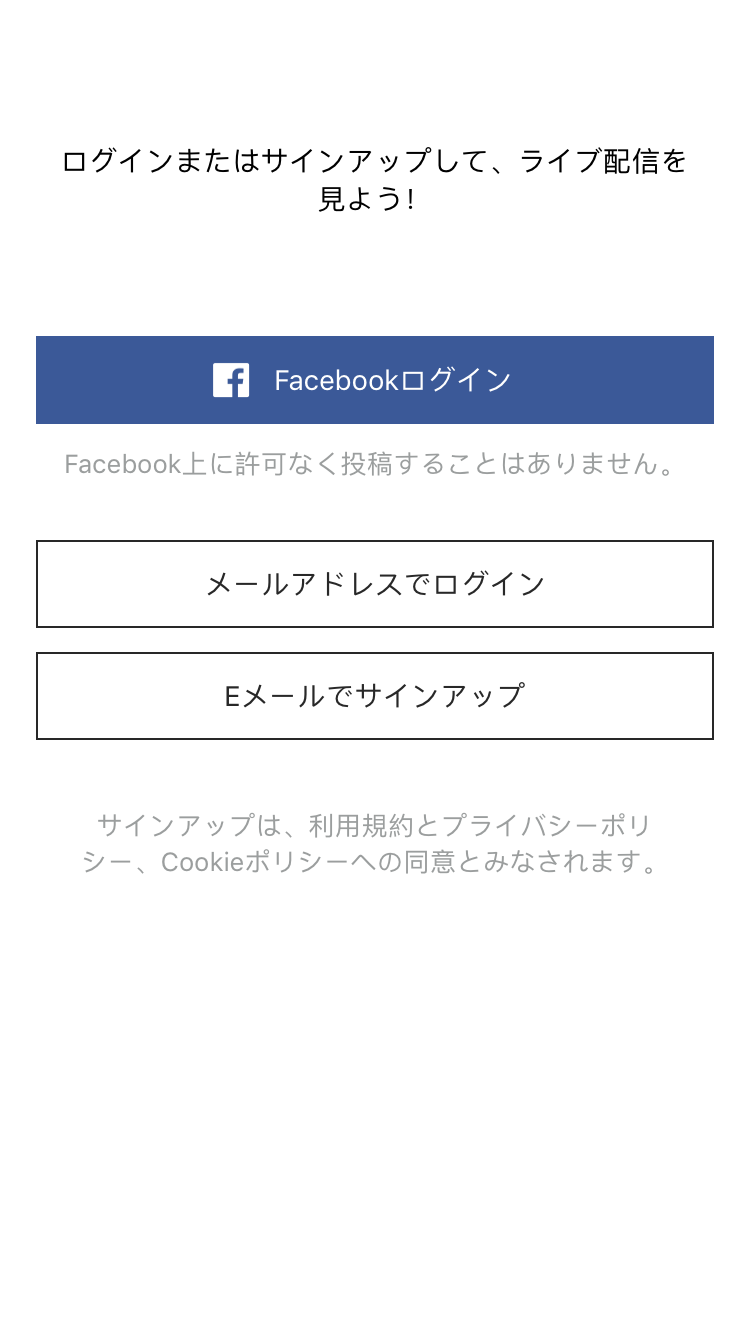 ログインまたはサインアップして、ライブ配信を
見よう!
Facebookログイン
Facebook上に許可なく投稿することはありません。
メールアドレスでログイン
Eメールでサインアップ
サインアップは、利用規約とプライバシーポリ
シー、Cookieポリシーへの同意とみなされます。